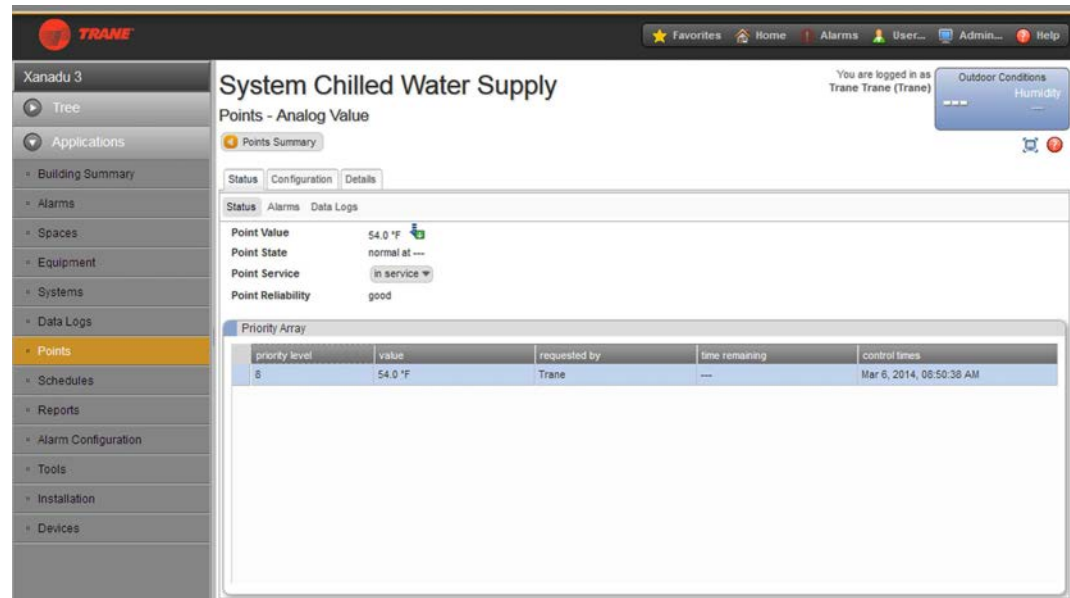 TRANE
Favorites Home Alarms User... Admin... Help
Xanadu 3
Tree
Applications
Building Summary
Alarms
Spaces
Equipment
Systems
Data Logs
Points
Schedules
Reports
Alarm Configuration
Tools
Installation
Devices
System Chilled Water Supply
Points - Analog Value
You are logged in as
Trane Trane (Trane)
Outdoor Conditions
Humidity
--- ---
Points Summary
Status Configuration Details
Status Alarms Data Logs
Point Value 54.0 °F
Point State normal at ---
Point Service in service
Point Reliability good
Priority Array
priority level value requested by time remaining control times
8 54.0 °F Trane --- Mar 6, 2014, 08:50:38 AM